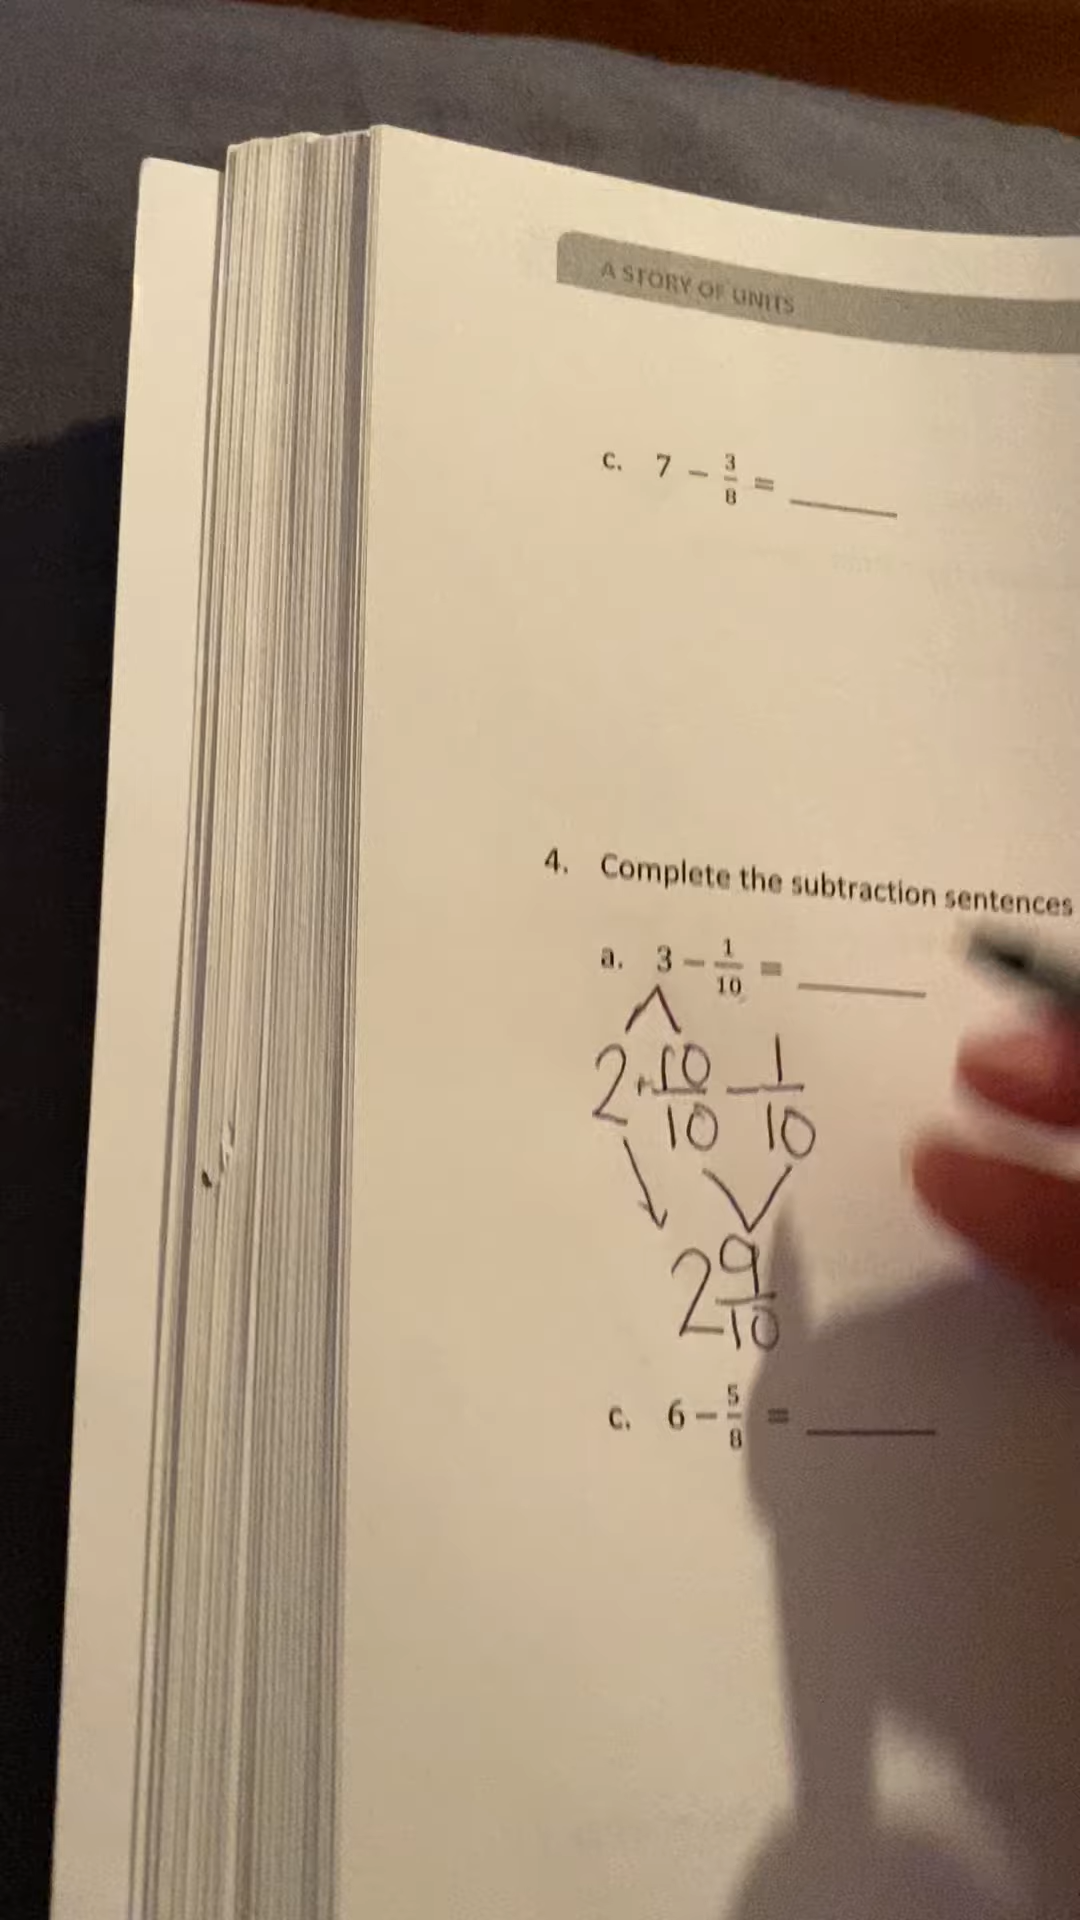 A STORY OF UNITS
c. 7 - 3/8 = ______
4. Complete the subtraction sentences
a. 3 - 1/10 = ______
2 + 10/10 - 1/10
2 9/10
c. 6 - 5/8 = ______